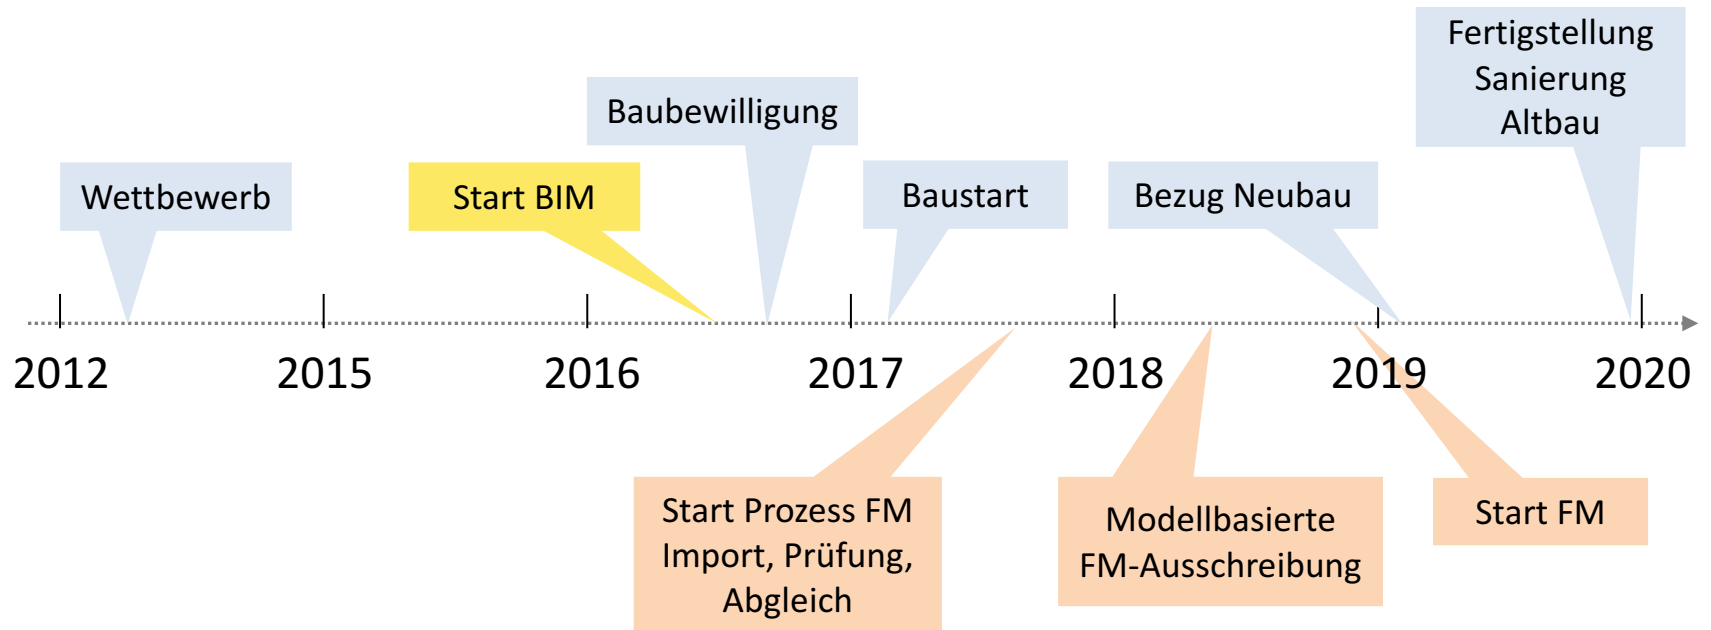 Fertigstellung
Sanierung
Altbau
Baubewilligung
Wettbewerb
Start BIM
Baustart
Bezug Neubau
2012
2015
2016
2017
2018
2019
2020
Start Prozess FM
Import, Prüfung,
Abgleich
Modellbasierte
FM-Ausschreibung
Start FM